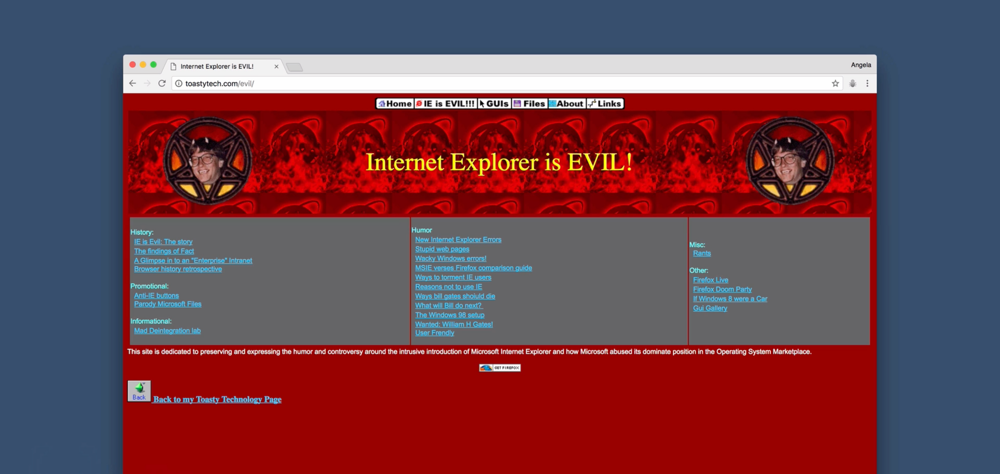 Internet Explorer is EVIL!
Angela
toastytech.com/evil/
Home IE is EVIL!!! GUIs Files About Links
Internet Explorer is EVIL!
History:
IE is Evil: The story
The findings of Fact
A Glimpse in to an "Enterprise" Intranet
Browser history retrospective
Promotional:
Anti-IE buttons
Parody Microsoft Files
Informational:
Mad Deintegration lab
Humor
New Internet Explorer Errors
Stupid web pages
Wacky Windows errors!
MSIE verses Firefox comparison guide
Ways to torment IE users
Reasons not to use IE
Ways bill gates shoiuld die
What will Bill do next?
The Windows 98 setup
Wanted: William H Gates!
User Frendly
Misc:
Rants
Other:
Firefox Live
Firefox Doom Party
If Windows 8 were a Car
Gui Gallery
This site is dedicated to preserving and expressing the humor and controversy around the intrusive introduction of Microsoft Internet Explorer and how Microsoft abused its dominate position in the Operating System Marketplace.
GET FIREFOX
Back
Back to my Toasty Technology Page